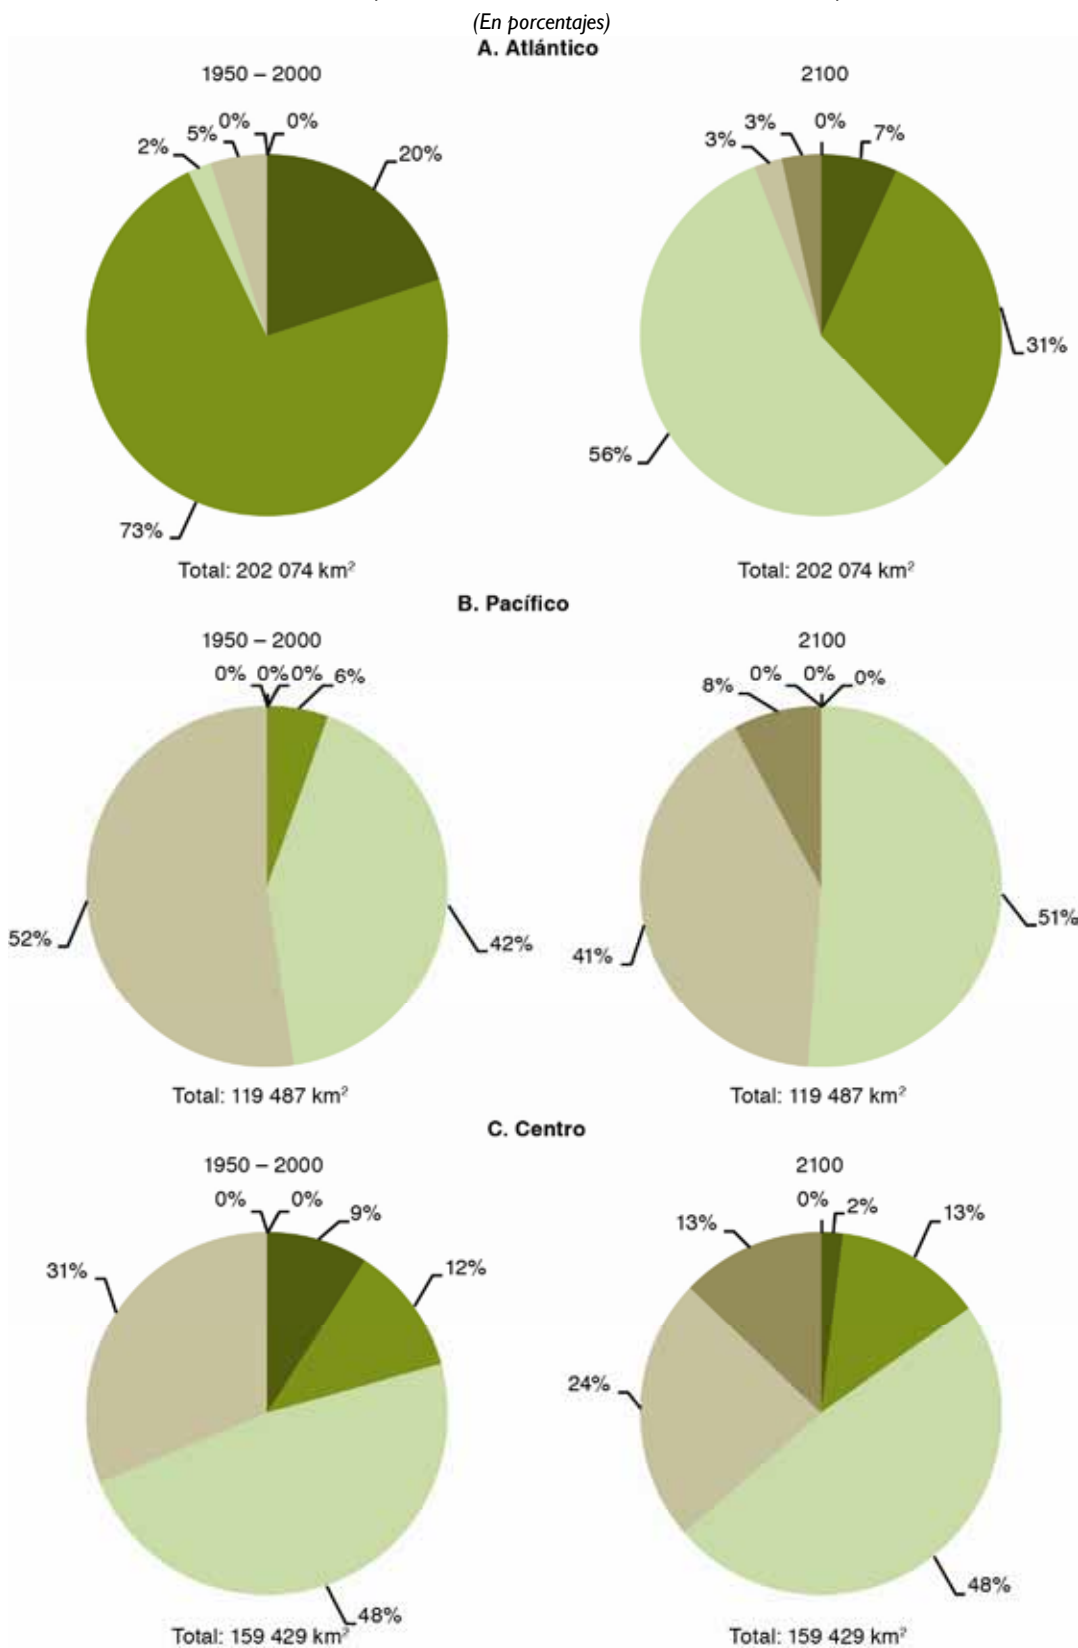 (En porcentajes)
A. Atlántico
1950 – 2000
2100
2% 5% 0% 0% 20%
73%
3% 3% 0% 7%
31%
56%
Total: 202 074 km²
Total: 202 074 km²
B. Pacífico
1950 – 2000
2100
0% 0% 0% 6%
52%
42%
8% 0% 0% 0%
41%
51%
Total: 119 487 km²
Total: 119 487 km²
C. Centro
1950 – 2000
2100
0% 0% 9%
31%
12%
48%
13% 0% 2% 13%
24%
48%
Total: 159 429 km²
Total: 159 429 km²